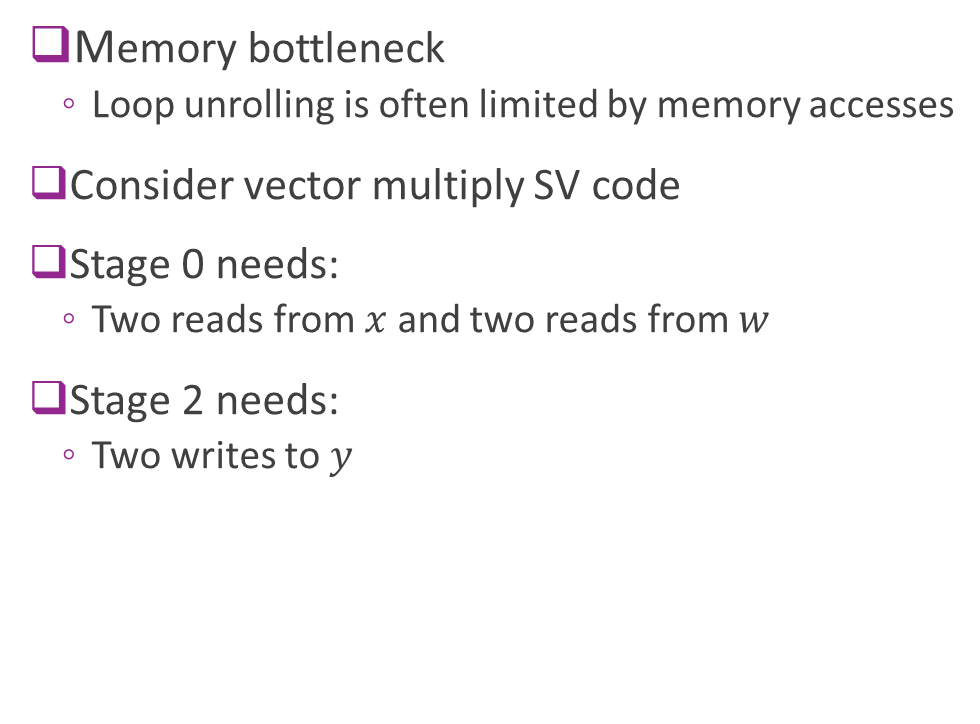 ❑Memory bottleneck
◦ Loop unrolling is often limited by memory accesses
❑Consider vector multiply SV code
❑Stage 0 needs:
◦ Two reads from 𝑥 and two reads from 𝑤
❑Stage 2 needs:
◦ Two writes to 𝑦